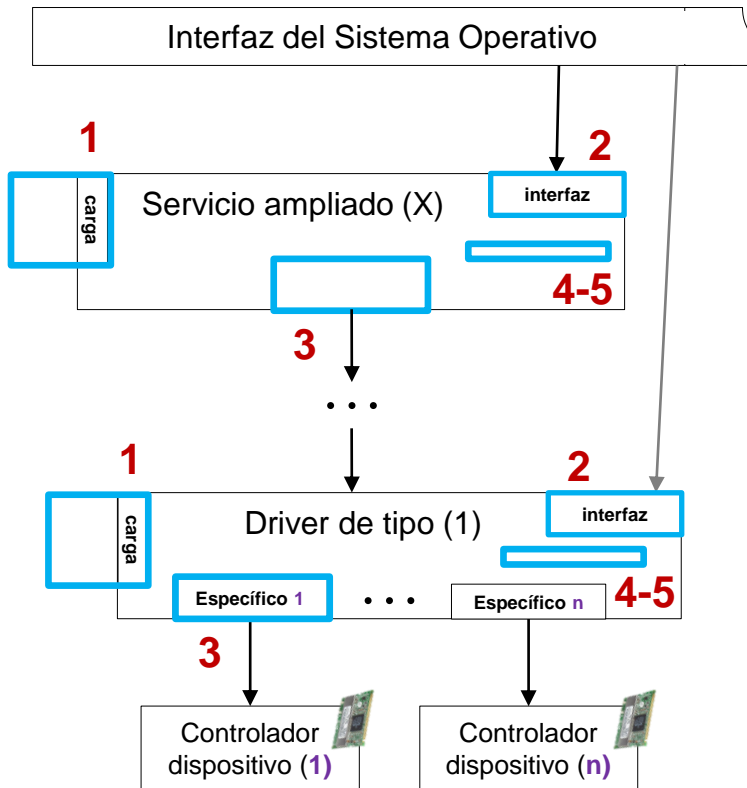 Interfaz del Sistema Operativo
1
2
carga
Servicio ampliado (X)
interfaz
4-5
3
• • •
1
2
carga
Driver de tipo (1)
interfaz
Específico 1
• • •
Específico n
4-5
3
Controlador
dispositivo (1)
Controlador
dispositivo (n)